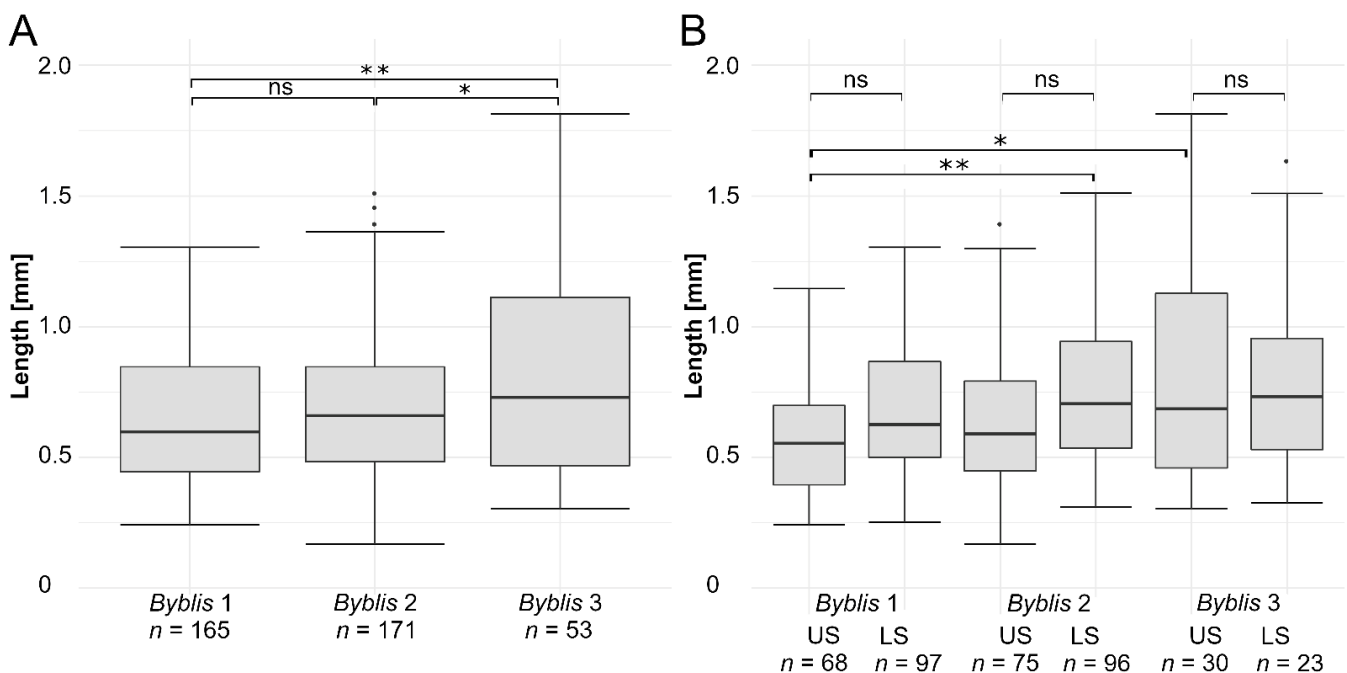 A
Length [mm]
2.0
1.5
1.0
0.5
0
**
ns
*
Byblis 1
n = 165
Byblis 2
n = 171
Byblis 3
n = 53
B
Length [mm]
2.0
1.5
1.0
0.5
0
ns
ns
ns
*
**
Byblis 1
Byblis 2
Byblis 3
US
LS
US
LS
US
LS
n = 68
n = 97
n = 75
n = 96
n = 30
n = 23